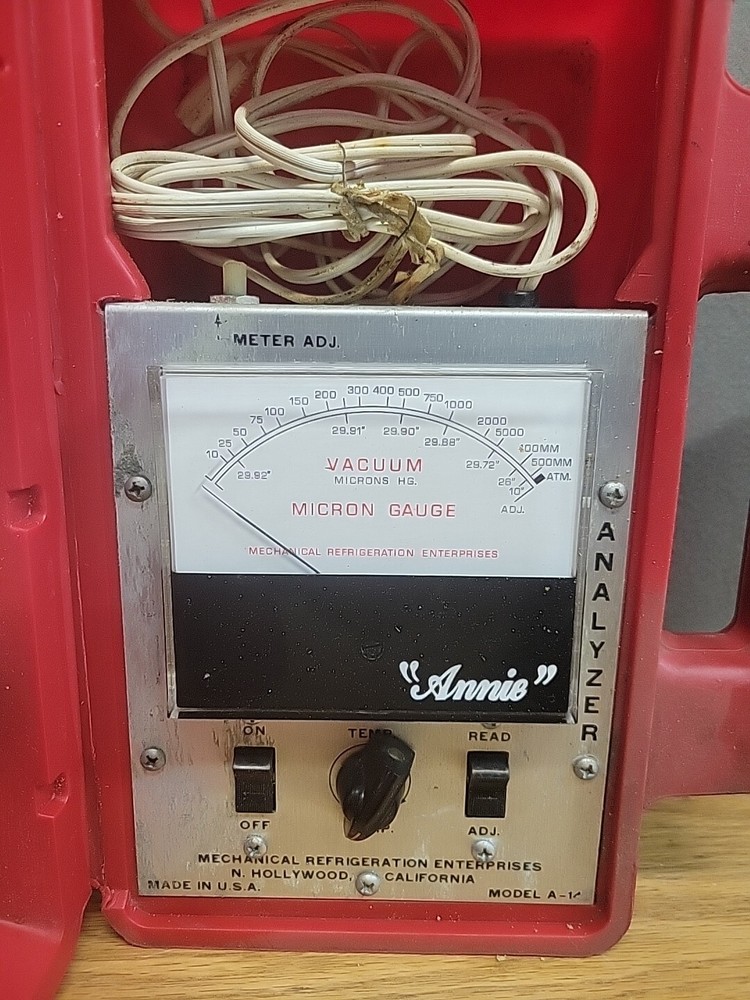 METER ADJ.
10 25 50 75 100 150 200 300 400 500 750 1000 2000 5000 100MM 500MM ATM.
29.92" 29.91" 29.90" 29.88" 29.72" 26" 10"
ADJ.
VACUUM
MICRONS HG.
MICRON GAUGE
MECHANICAL REFRIGERATION ENTERPRISES
"Annie"
ANALYZER
ON TEMP. READ
OFF ADJ.
MECHANICAL REFRIGERATION ENTERPRISES
N. HOLLYWOOD, CALIFORNIA
MADE IN U.S.A. MODEL